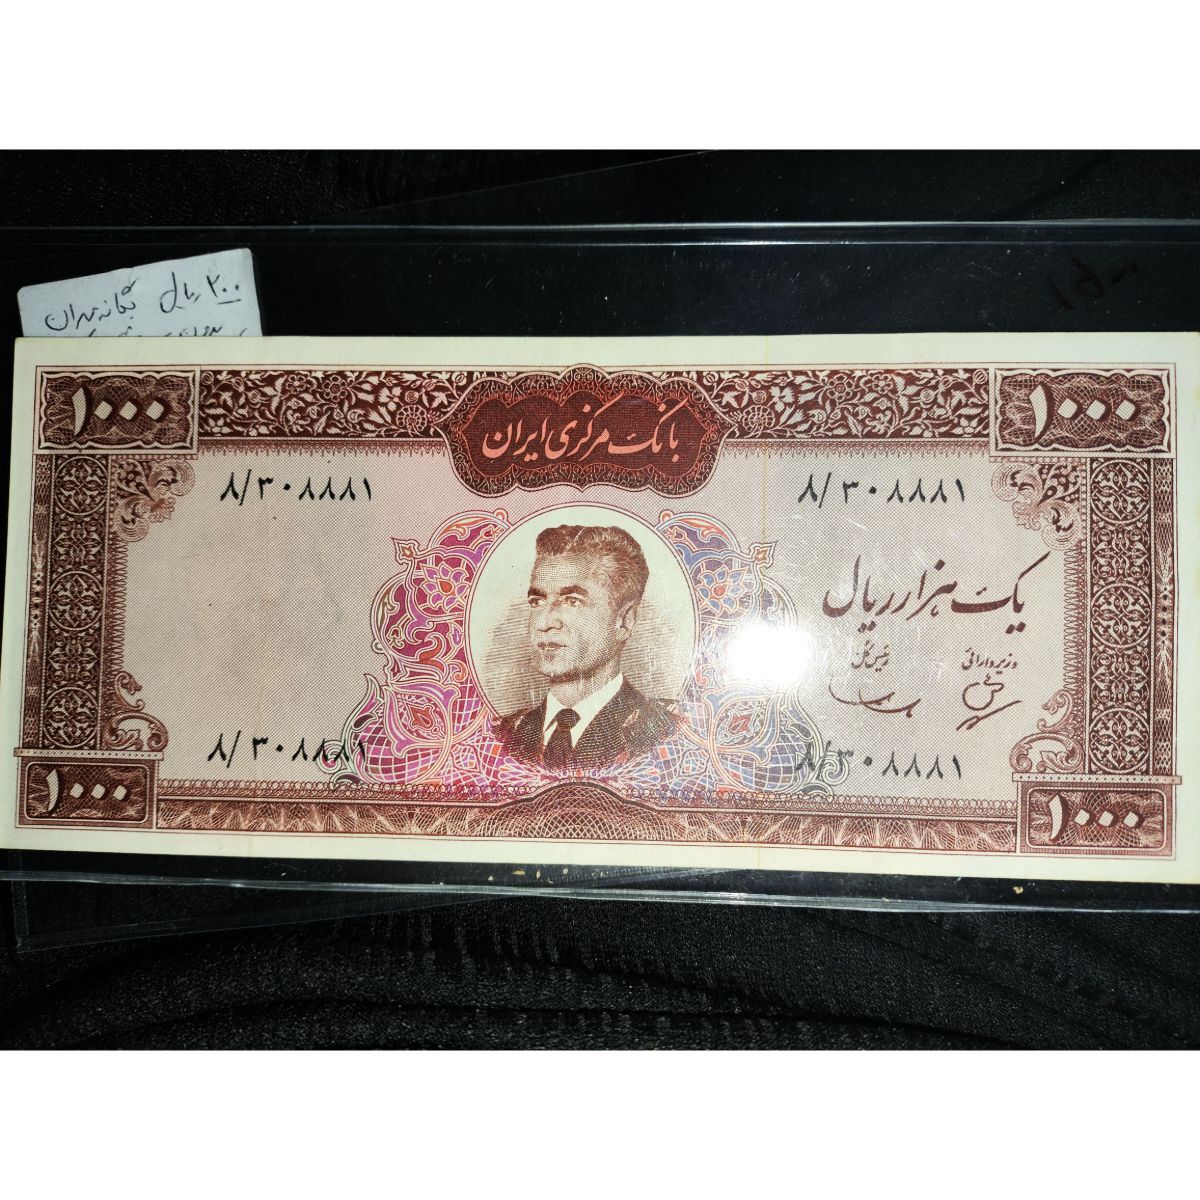 ۲۰۰ ریال
۱۰۰۰
بانک مرکزی ایران
۱۰۰۰
۸/۳۰۸۸۸۱
۸/۳۰۸۸۸۱
یک هزار ریال
وزیر دارائی
رئیس کل
۸/۳۰۸۸۸۱
۸/۳۰۸۸۸۱
۱۰۰۰
۱۰۰۰